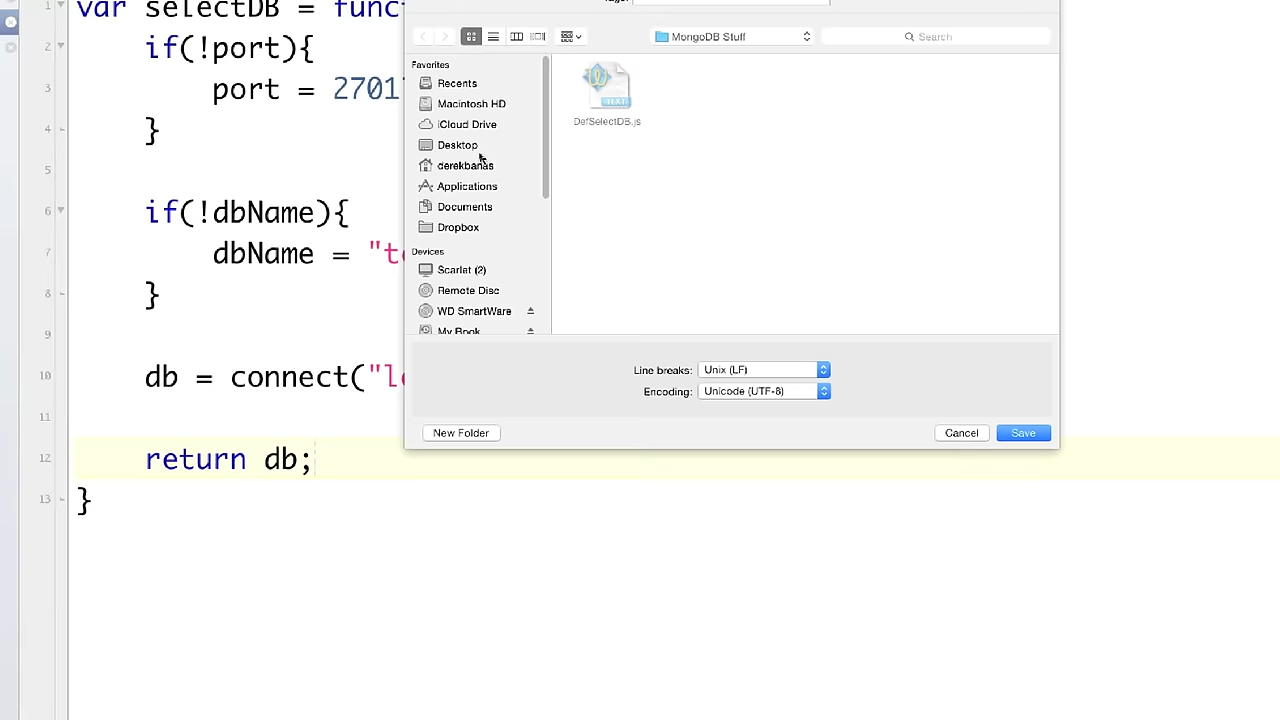 1 var selectDB = func
2 if(!port){
3 port = 2701
4 }
5
6 if(!dbName){
7 dbName = "te
8 }
9
10 db = connect("lo
11
12 return db;
13 }
MongoDB Stuff
Search
Favorites
Recents
Macintosh HD
iCloud Drive
Desktop
derekbanas
Applications
Documents
Dropbox
Devices
Scarlet (2)
Remote Disc
WD SmartWare
My Book
TEXT
DefSelectDB.js
Line breaks: Unix (LF)
Encoding: Unicode (UTF-8)
New Folder
Cancel
Save